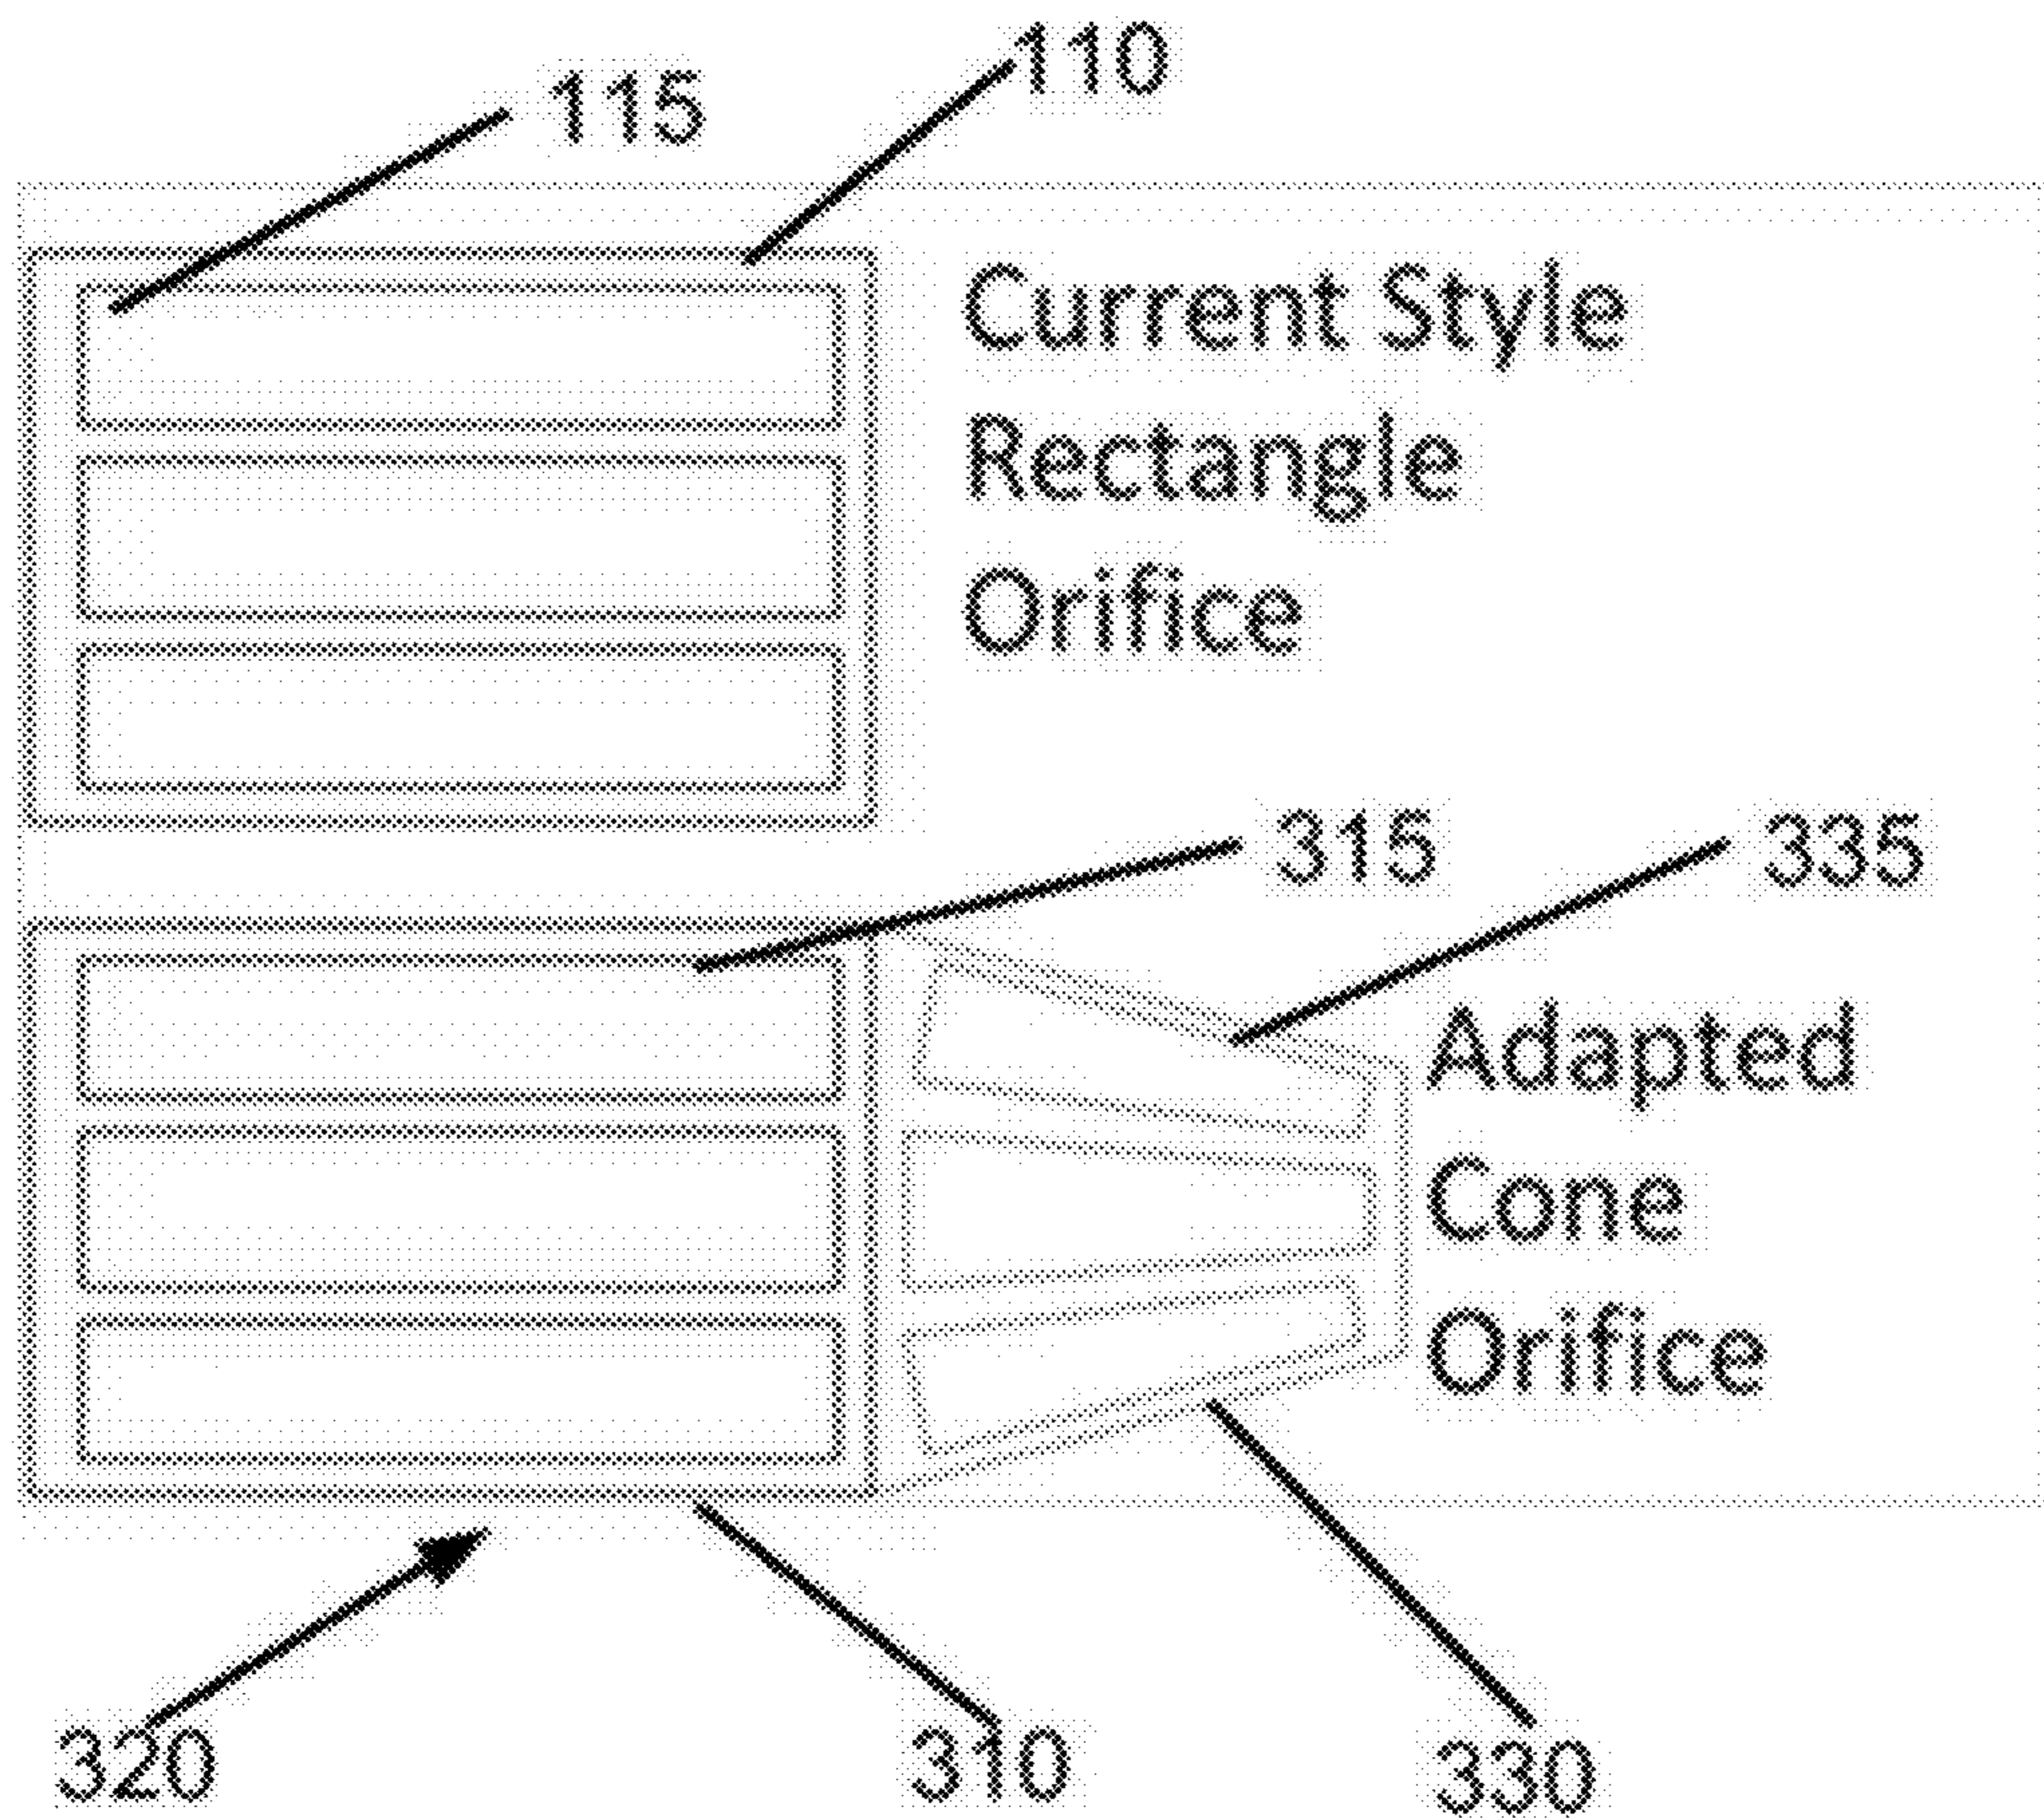 110
115
Current Style
Rectangle
Orifice
315
335
Adapted
Cone
Orifice
320
310
330